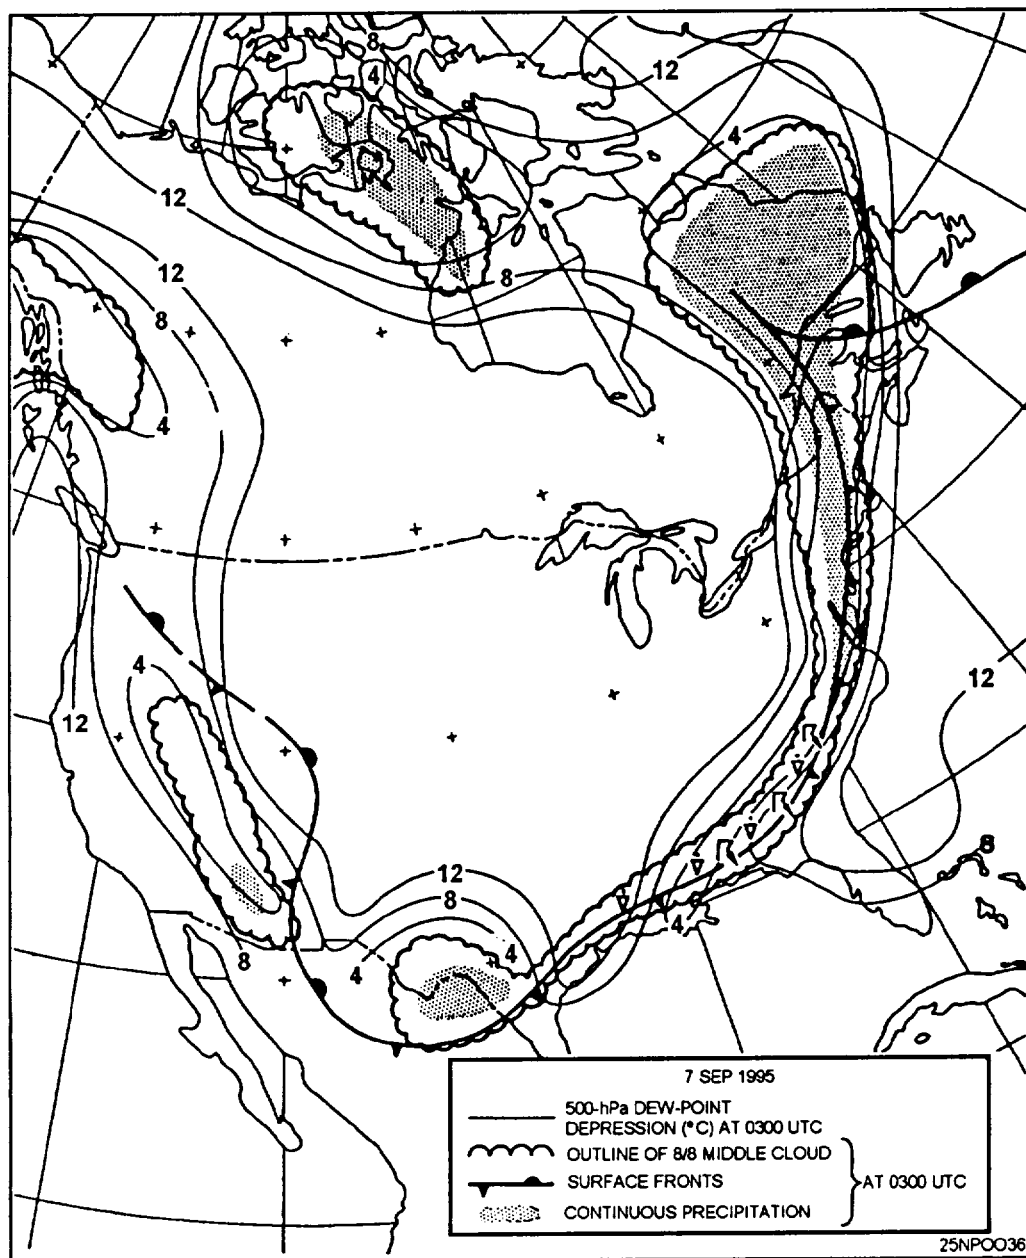 8
4
12
4
12
12
8
8
4
4
12
12
8
12
8
4
4
8
4
7 SEP 1995
500-hPa DEW-POINT
DEPRESSION (°C) AT 0300 UTC
OUTLINE OF 8/8 MIDDLE CLOUD
SURFACE FRONTS
AT 0300 UTC
CONTINUOUS PRECIPITATION
25NPOO36